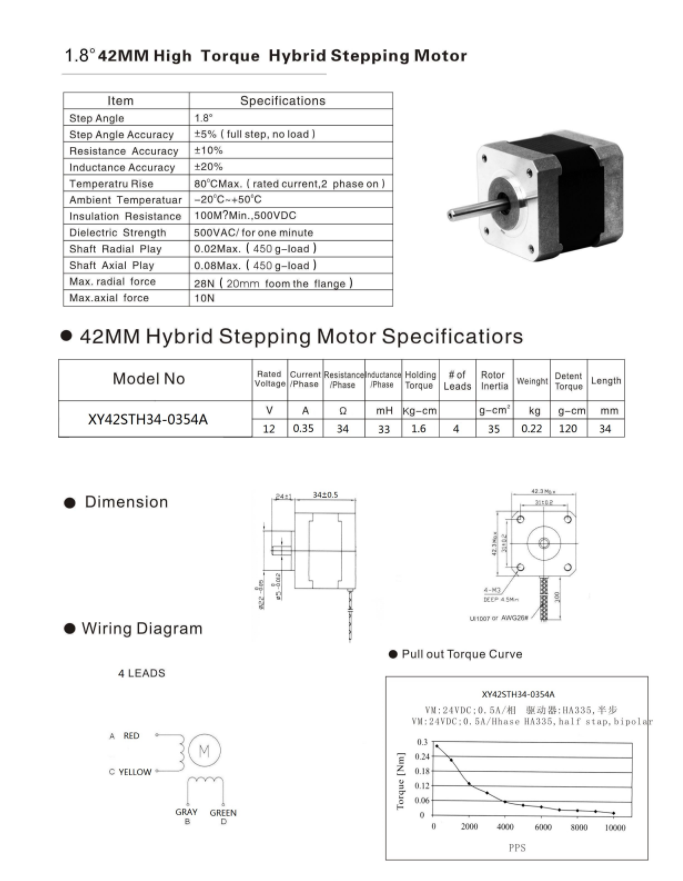 1.8° 42MM High Torque Hybrid Stepping Motor
Item Specifications
Step Angle 1.8°
Step Angle Accuracy ±5% ( full step, no load )
Resistance Accuracy ±10%
Inductance Accuracy ±20%
Temperatru Rise 80°CMax. ( rated current,2 phase on )
Ambient Temperatuar -20°C~+50°C
Insulation Resistance 100M?Min.,500VDC
Dielectric Strength 500VAC/ for one minute
Shaft Radial Play 0.02Max. ( 450 g-load )
Shaft Axial Play 0.08Max. ( 450 g-load )
Max. radial force 28N ( 20mm foom the flange )
Max.axial force 10N
● 42MM Hybrid Stepping Motor Specificatiors
Model No Rated Voltage Current /Phase Resistance /Phase Inductance /Phase Holding Torque # of Leads Rotor Inertia Weinght Detent Torque Length
V A Ω mH Kg-cm g-cm² kg g-cm mm
XY42STH34-0354A 12 0.35 34 33 1.6 4 35 0.22 120 34
● Dimension
24±1 34±0.5
Ø22 -0.05 0
Ø5 -0.012 0
42.3 Max
31±0.2
42.3 Max
31±0.2
4-M3
DEEP 4.5Min
100
UI1007 or AWG26#
● Wiring Diagram
4 LEADS
A RED
M
C YELLOW
GRAY GREEN
B D
● Pull out Torque Curve
XY42STH34-0354A
VM:24VDC;0.5A/相 驱动器:HA335,半步
VM:24VDC;0.5A/Hhase HA335,half stap,bipolar
Torque [Nm]
0.3
0.24
0.18
0.12
0.06
0
0 2000 4000 6000 8000 10000
PPS